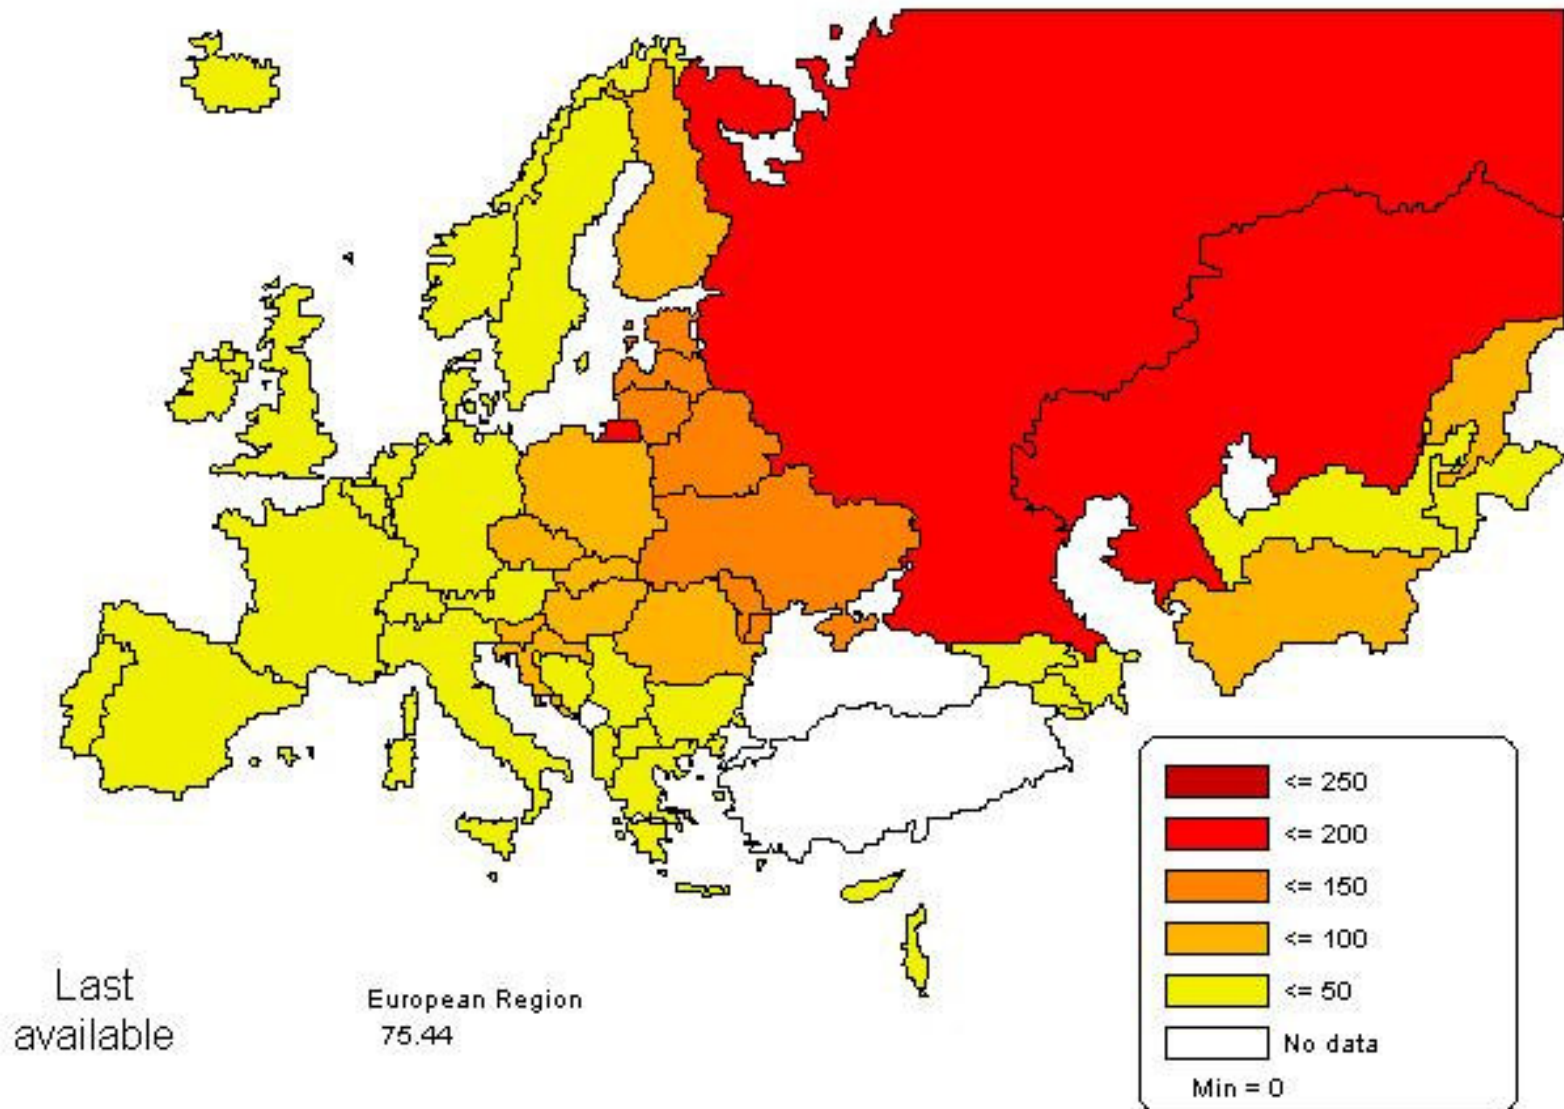 <= 250
<= 200
<= 150
<= 100
<= 50
No data
Min = 0
Last
available
European Region
75.44